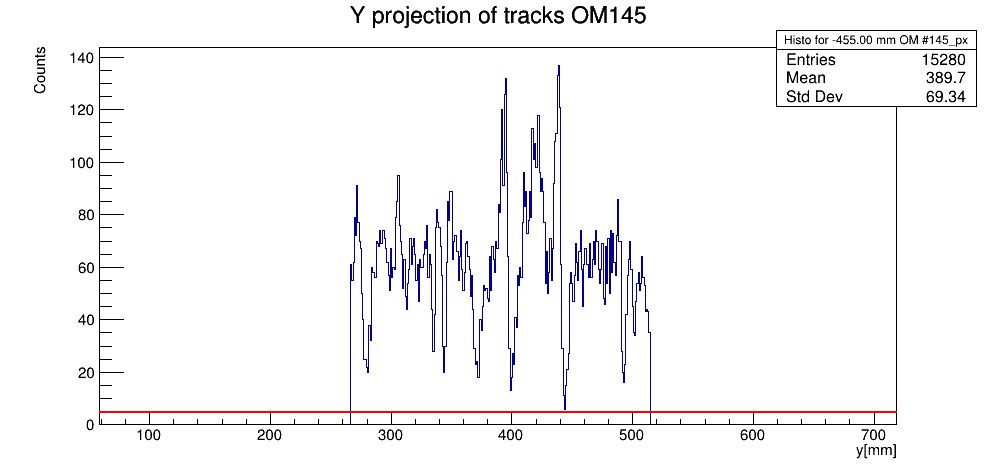 Y projection of tracks OM145
Histo for -455.00 mm OM #145_px
Entries 15280
Mean 389.7
Std Dev 69.34
Counts
140
120
100
80
60
40
20
0
100 200 300 400 500 600 700
y[mm]